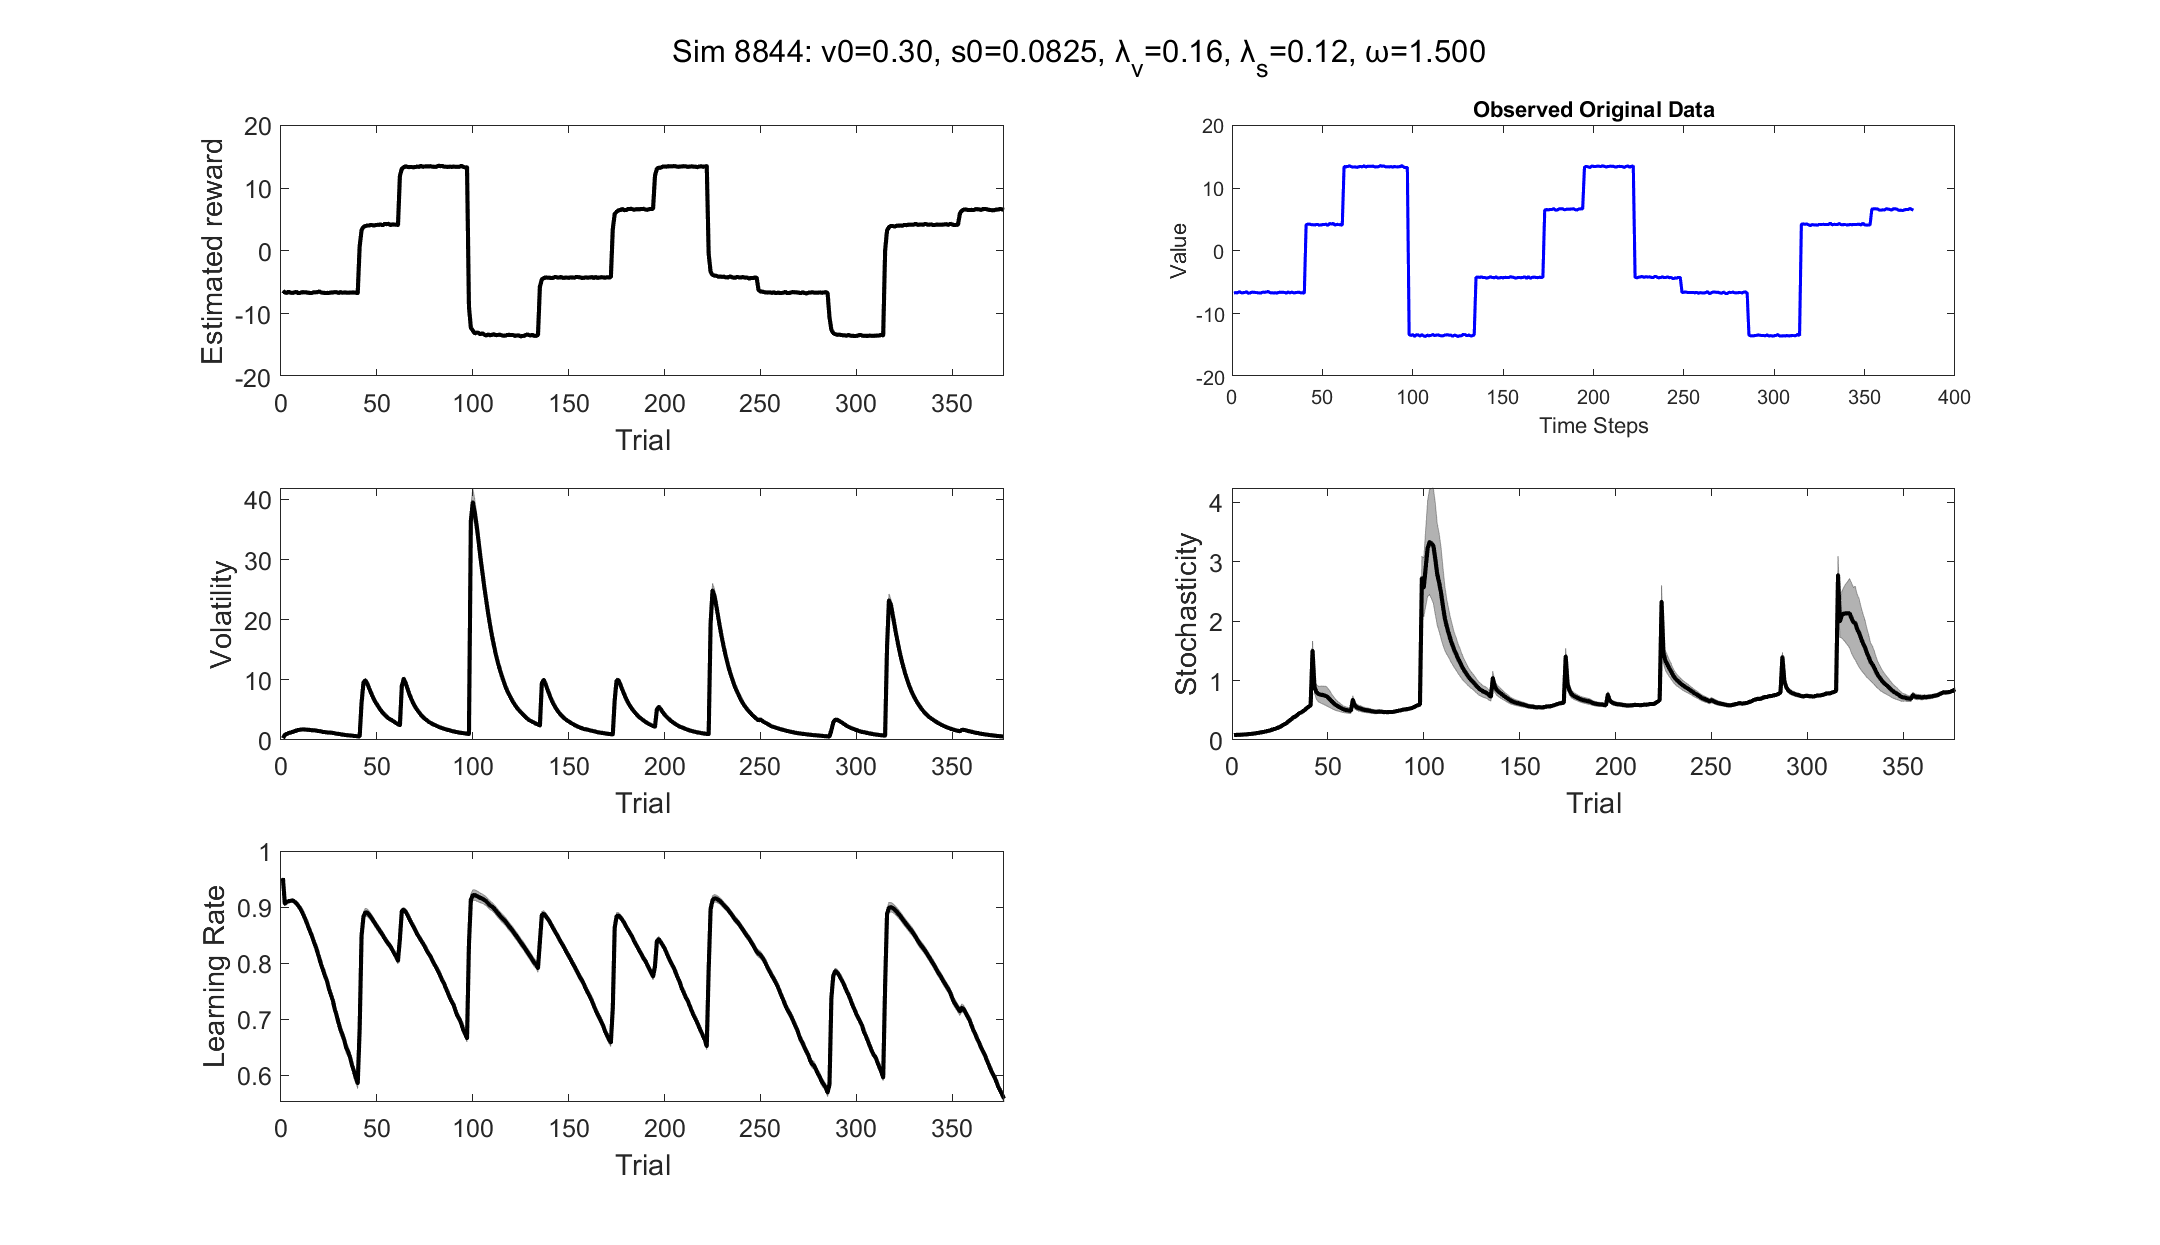 Sim 8844: v0=0.30, s0=0.0825, λ_v=0.16, λ_s=0.12, ω=1.500
20
10
0
-10
-20
Estimated reward
0 50 100 150 200 250 300 350
Trial
Observed Original Data
20
10
0
-10
-20
Value
0 50 100 150 200 250 300 350 400
Time Steps
40
30
20
10
0
Volatility
0 50 100 150 200 250 300 350
Trial
4
3
2
1
0
Stochasticity
0 50 100 150 200 250 300 350
Trial
1
0.9
0.8
0.7
0.6
Learning Rate
0 50 100 150 200 250 300 350
Trial